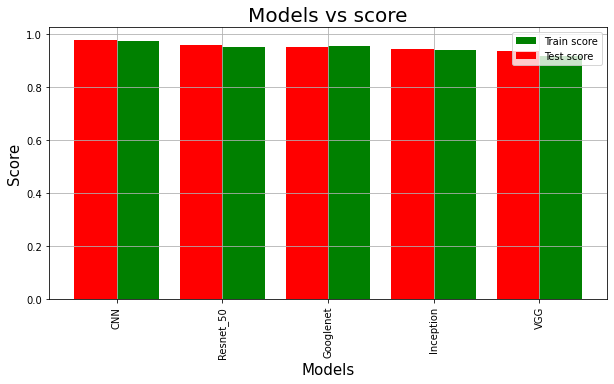 Models vs score
Train score
Test score
Score
1.0
0.8
0.6
0.4
0.2
0.0
CNN
Resnet_50
Googlenet
Inception
VGG
Models